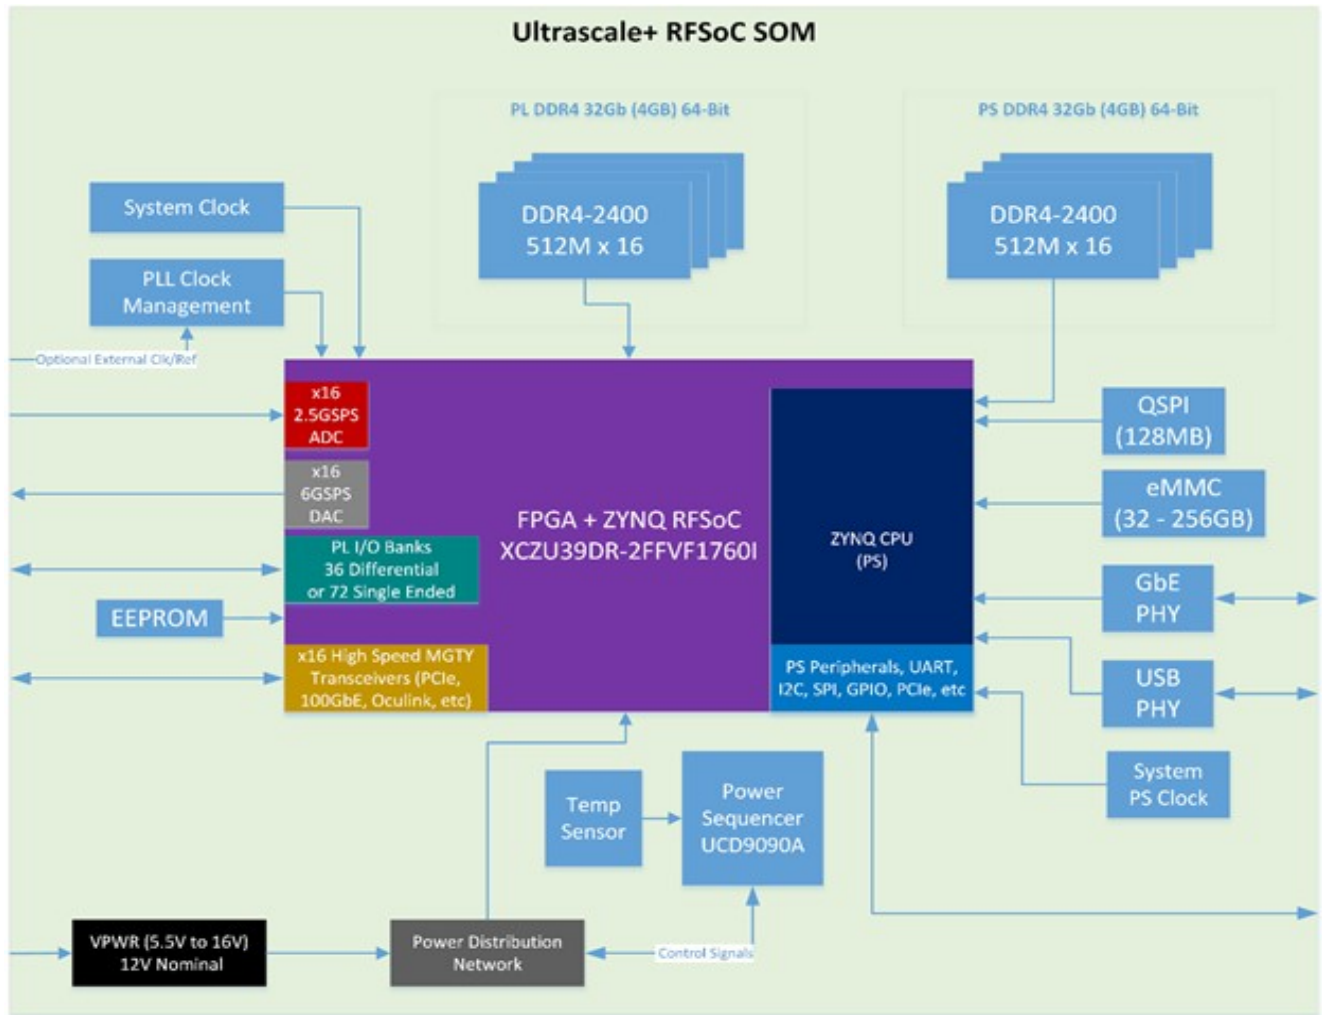 Ultrascale+ RFSoC SOM
PL DDR4 32Gb (4GB) 64-Bit
PS DDR4 32Gb (4GB) 64-Bit
System Clock
DDR4-2400
512M x 16
DDR4-2400
512M x 16
PLL Clock
Management
Optional External Clk/Ref
x16
2.5GSPS
ADC
QSPI
(128MB)
x16
6GSPS
DAC
eMMC
(32 - 256GB)
FPGA + ZYNQ RFSoC
XCZU39DR-2FFVF1760I
ZYNQ CPU
(PS)
PL I/O Banks
36 Differential
or 72 Single Ended
GbE
PHY
EEPROM
x16 High Speed MGTY
Transceivers (PCIe,
100GbE, Oculink, etc)
PS Peripherals, UART,
I2C, SPI, GPIO, PCIe, etc
USB
PHY
Temp
Sensor
Power
Sequencer
UCD9090A
System
PS Clock
VPWR (5.5V to 16V)
12V Nominal
Power Distribution
Network
Control Signals